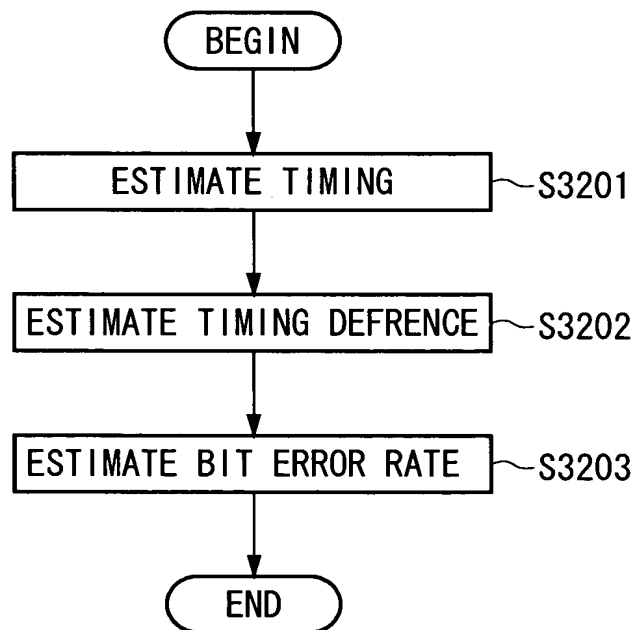 BEGIN
ESTIMATE TIMING
S3201
ESTIMATE TIMING DEFRENCE
S3202
ESTIMATE BIT ERROR RATE
S3203
END